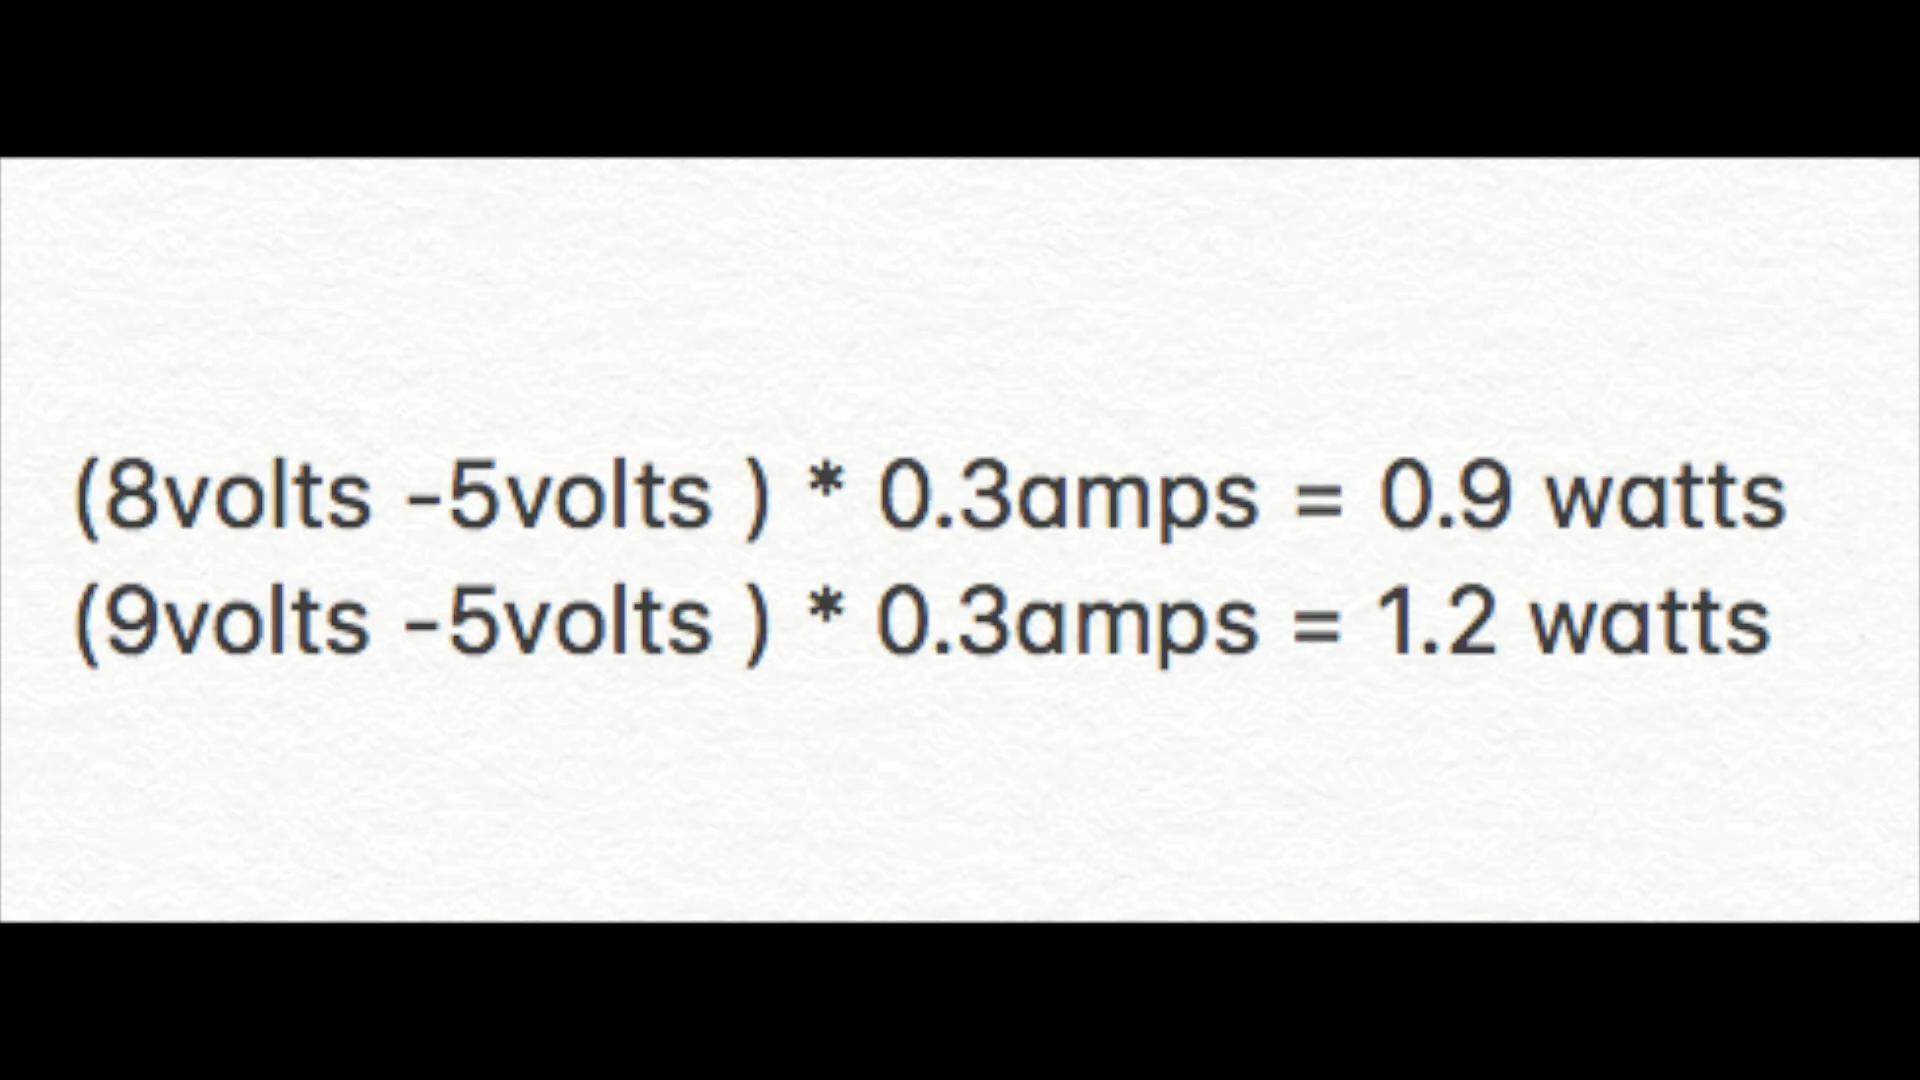 (8volts -5volts ) * 0.3amps = 0.9 watts
(9volts -5volts ) * 0.3amps = 1.2 watts